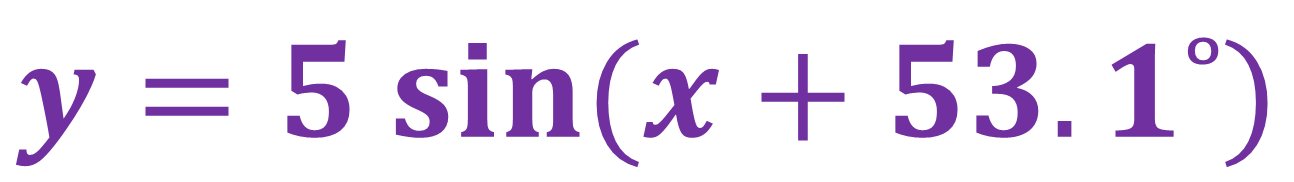 y = 5 sin(x + 53.1°)